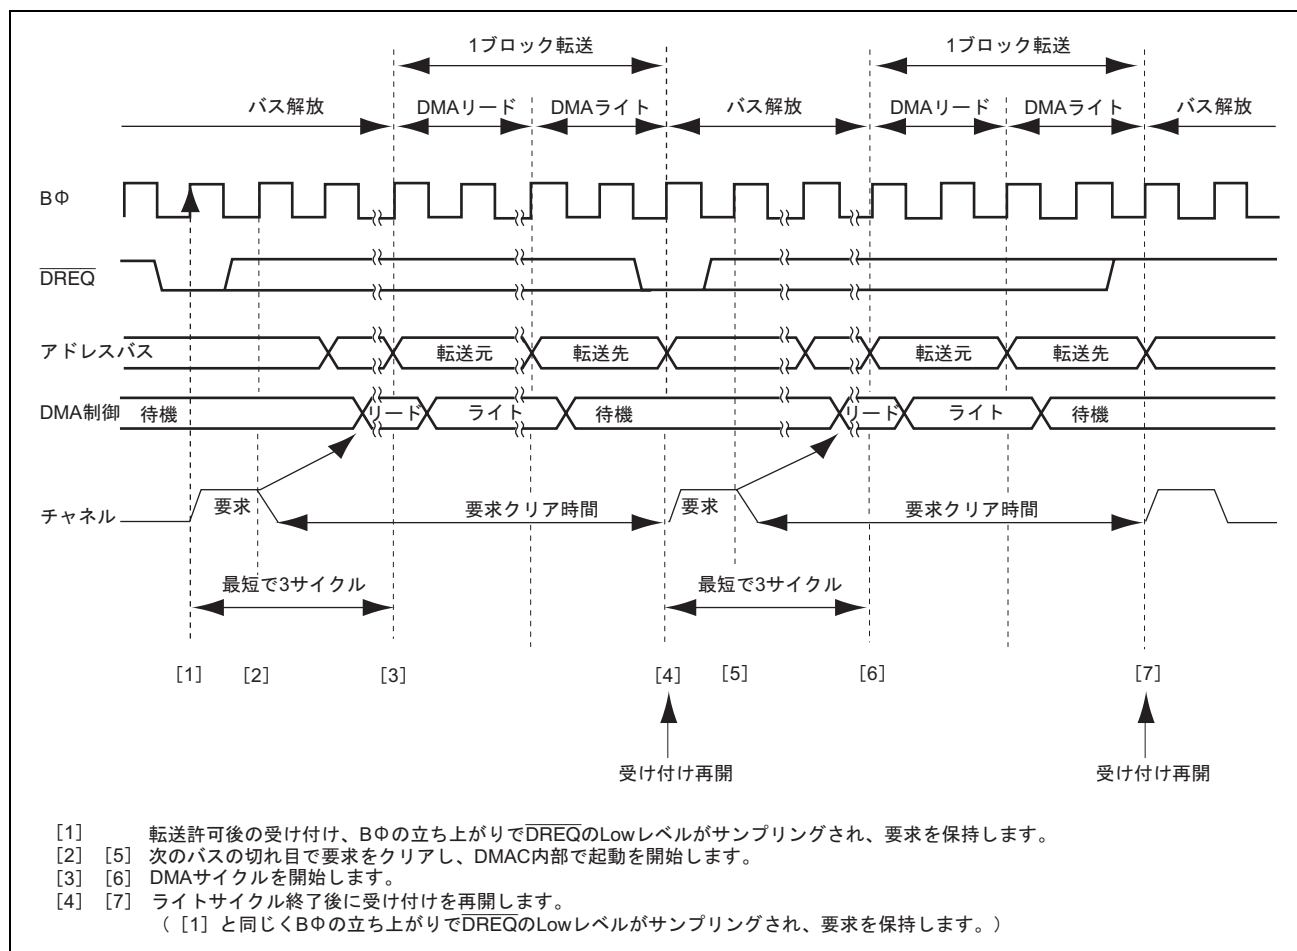 1ブロック転送 1ブロック転送
バス解放 DMAリード DMAライト バス解放 DMAリード DMAライト バス解放
BΦ
DREQ
アドレスバス 転送元 転送先 転送元 転送先
DMA制御 待機 リード ライト 待機 リード ライト 待機
チャネル 要求 要求クリア時間 要求 要求クリア時間
最短で3サイクル 最短で3サイクル
[1] [2] [3] [4] [5] [6] [7]
受け付け再開 受け付け再開
[1] 転送許可後の受け付け、BΦの立ち上がりでDREQのLowレベルがサンプリングされ、要求を保持します。
[2] [5] 次のバスの切れ目で要求をクリアし、DMAC内部で起動を開始します。
[3] [6] DMAサイクルを開始します。
[4] [7] ライトサイクル終了後に受け付けを再開します。
([1]と同じくBΦの立ち上がりでDREQのLowレベルがサンプリングされ、要求を保持します。)